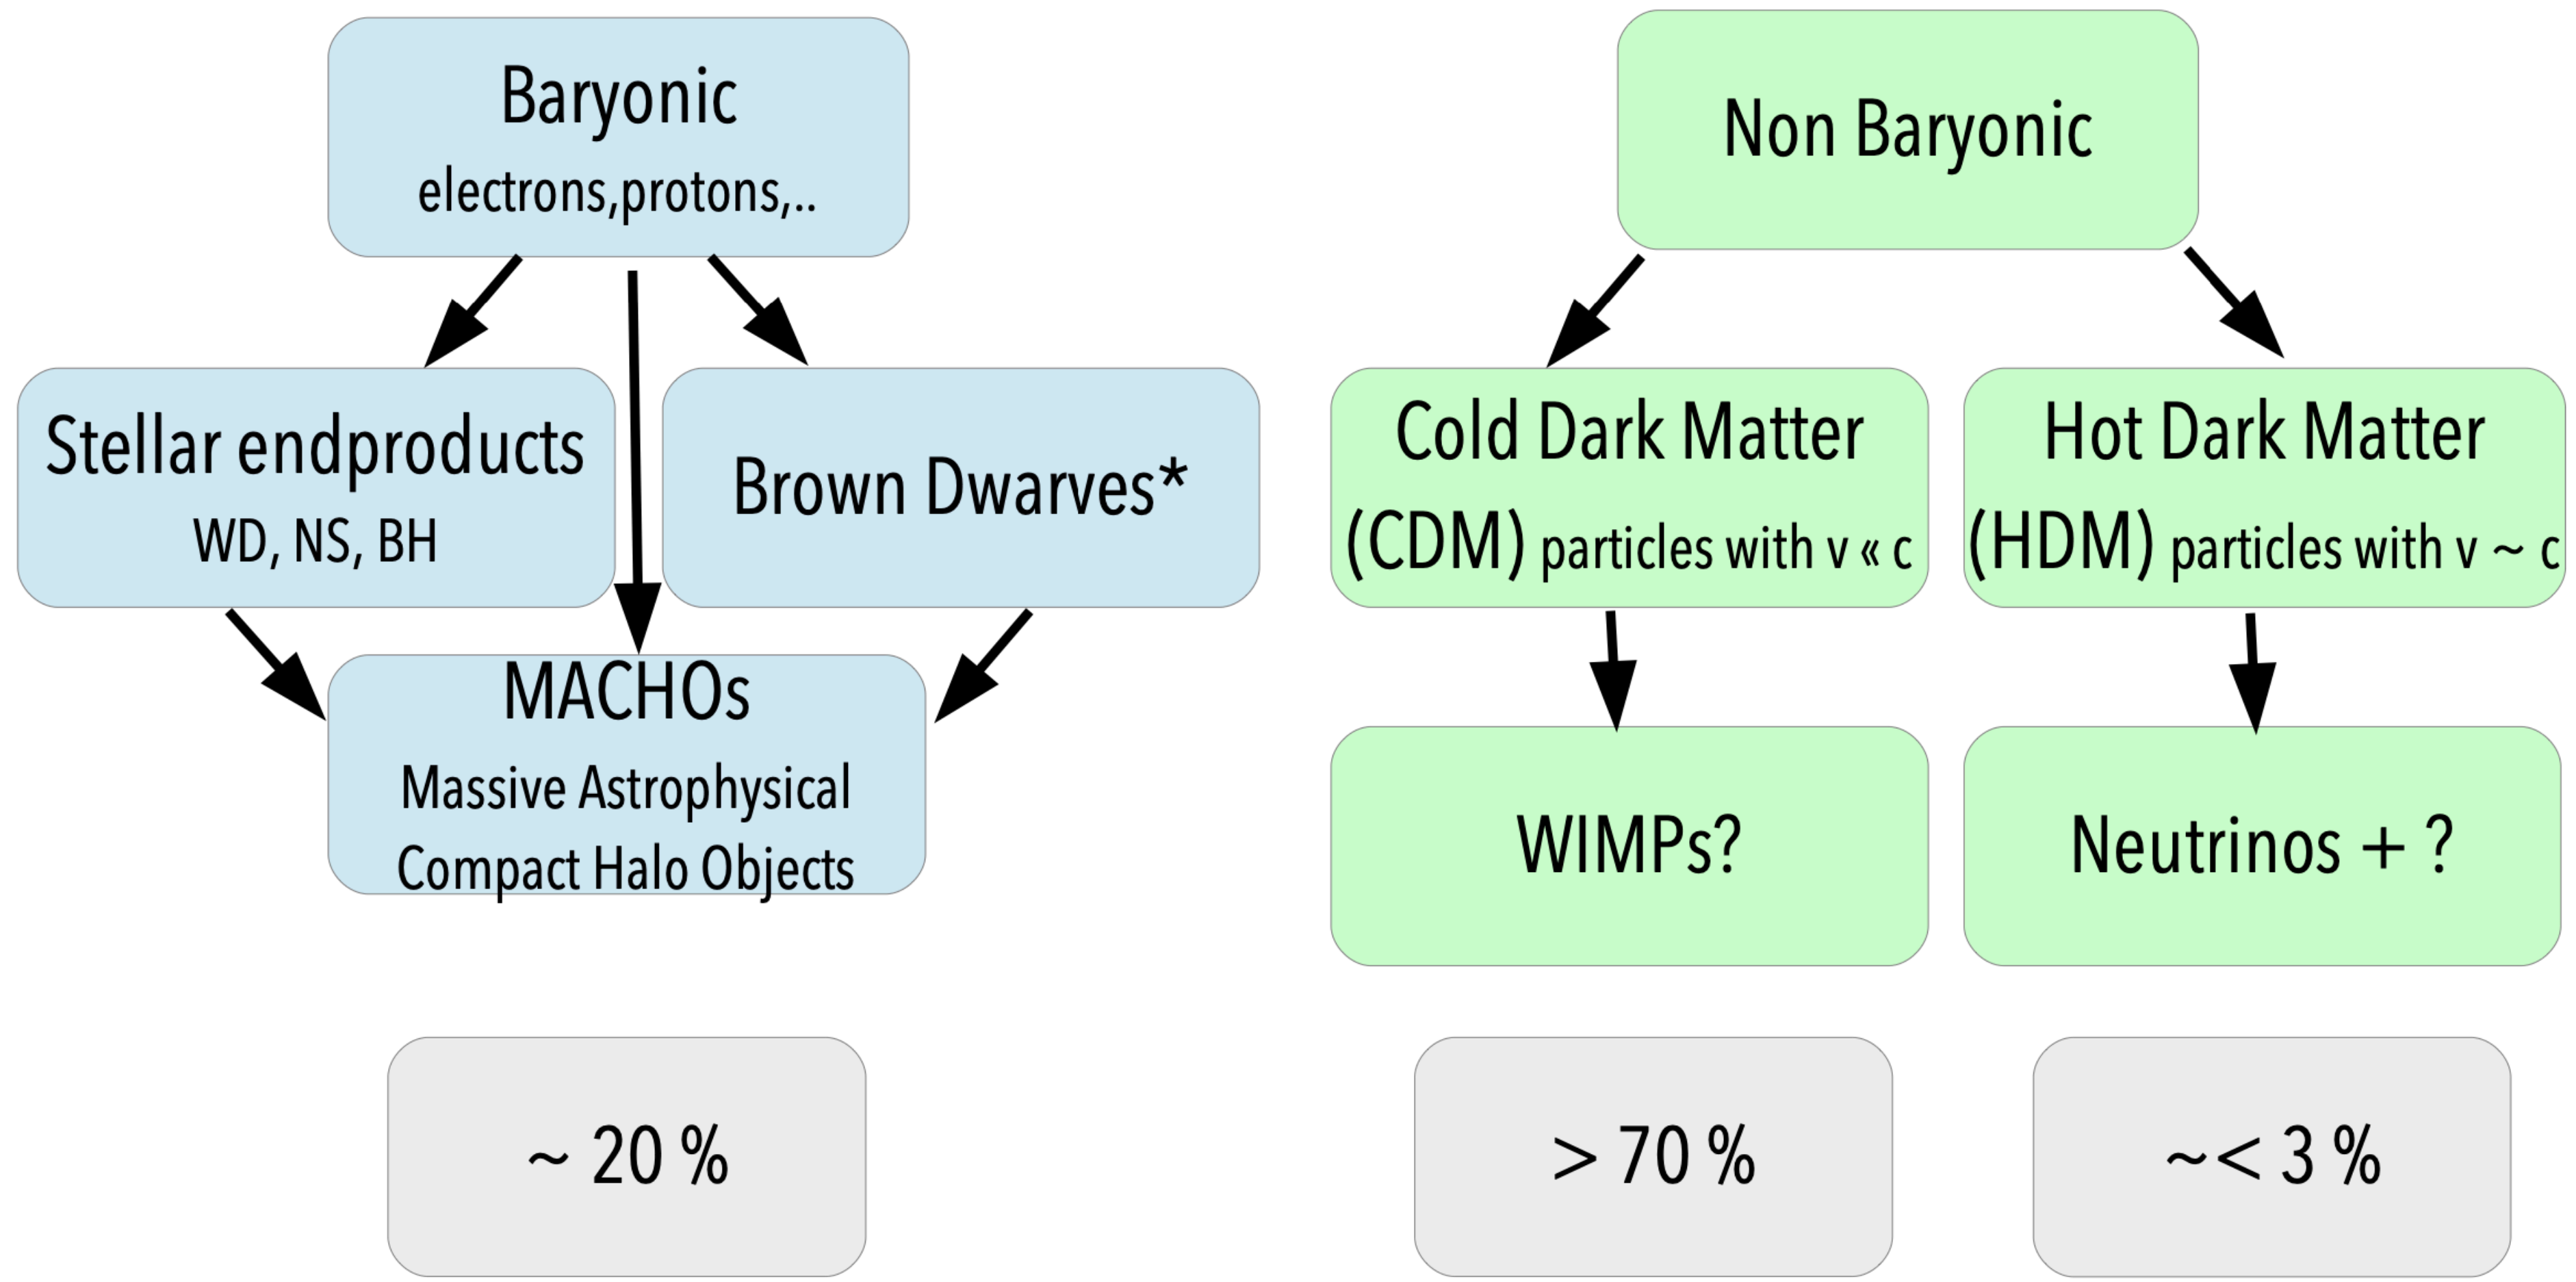 Baryonic
electrons,protons,..
Non Baryonic
Stellar endproducts
WD, NS, BH
Brown Dwarves*
Cold Dark Matter
(CDM) particles with v « c
Hot Dark Matter
(HDM) particles with v ~ c
MACHOs
Massive Astrophysical
Compact Halo Objects
WIMPs?
Neutrinos + ?
~ 20 %
> 70 %
~< 3 %